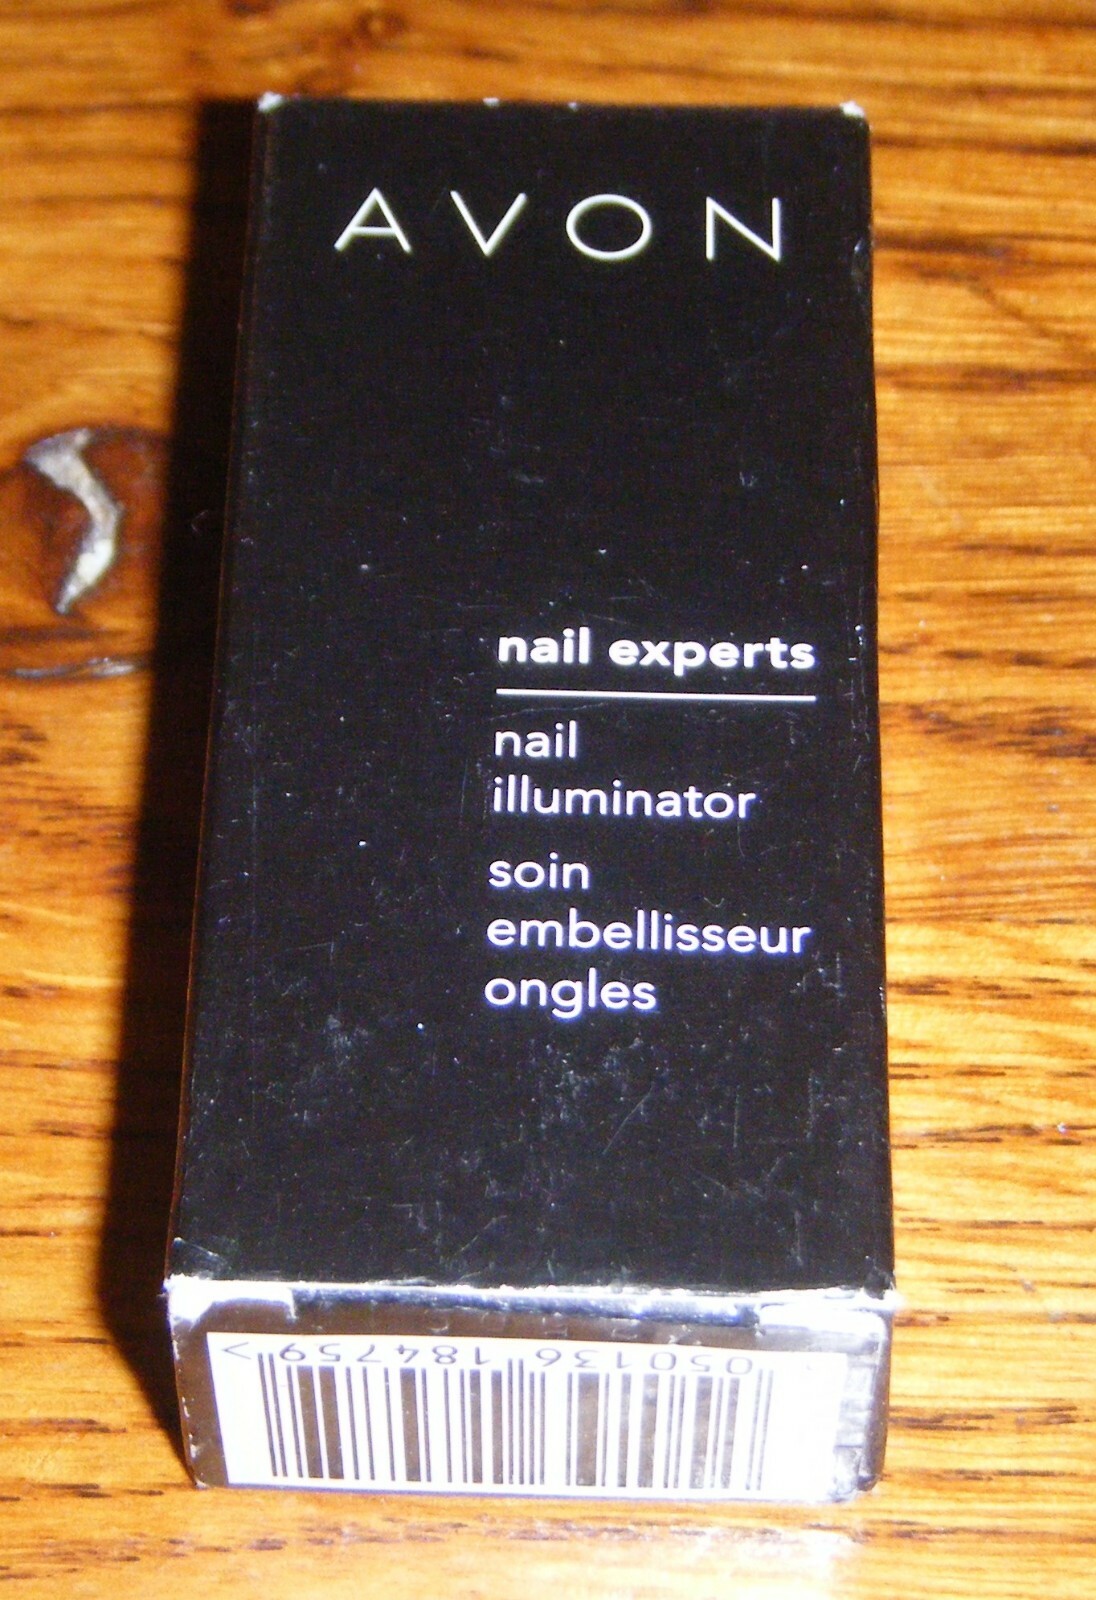 AVON
nail experts
nail
illuminator
soin
embellisseur
ongles
050136 184759 >